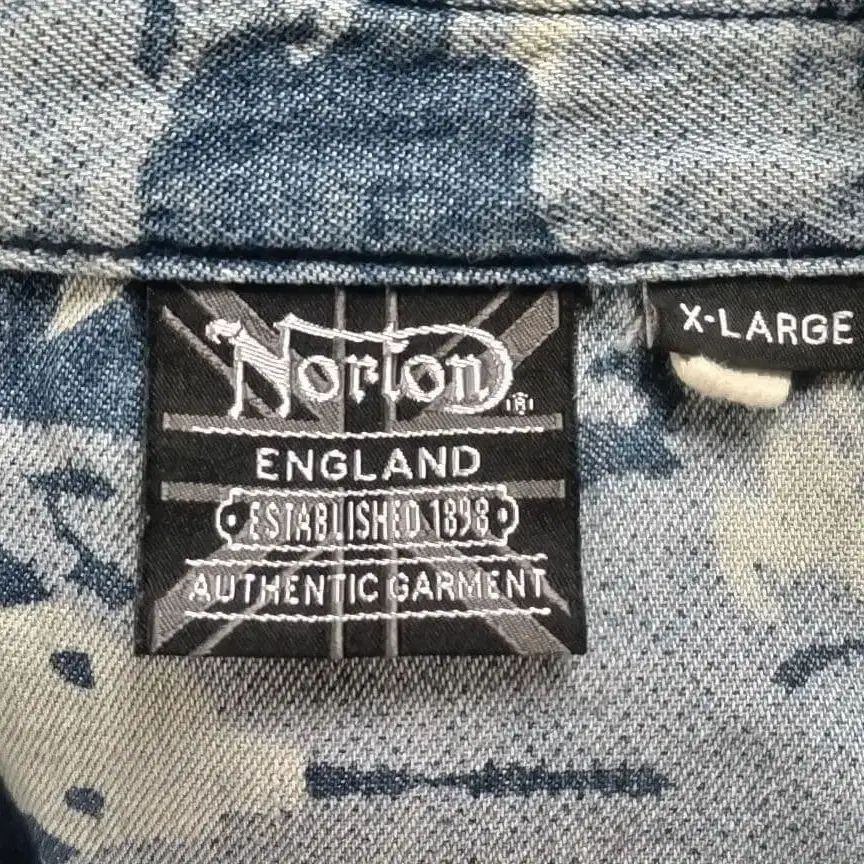 Norton®
ENGLAND
ESTABLISHED 1898
AUTHENTIC GARMENT
X-LARGE